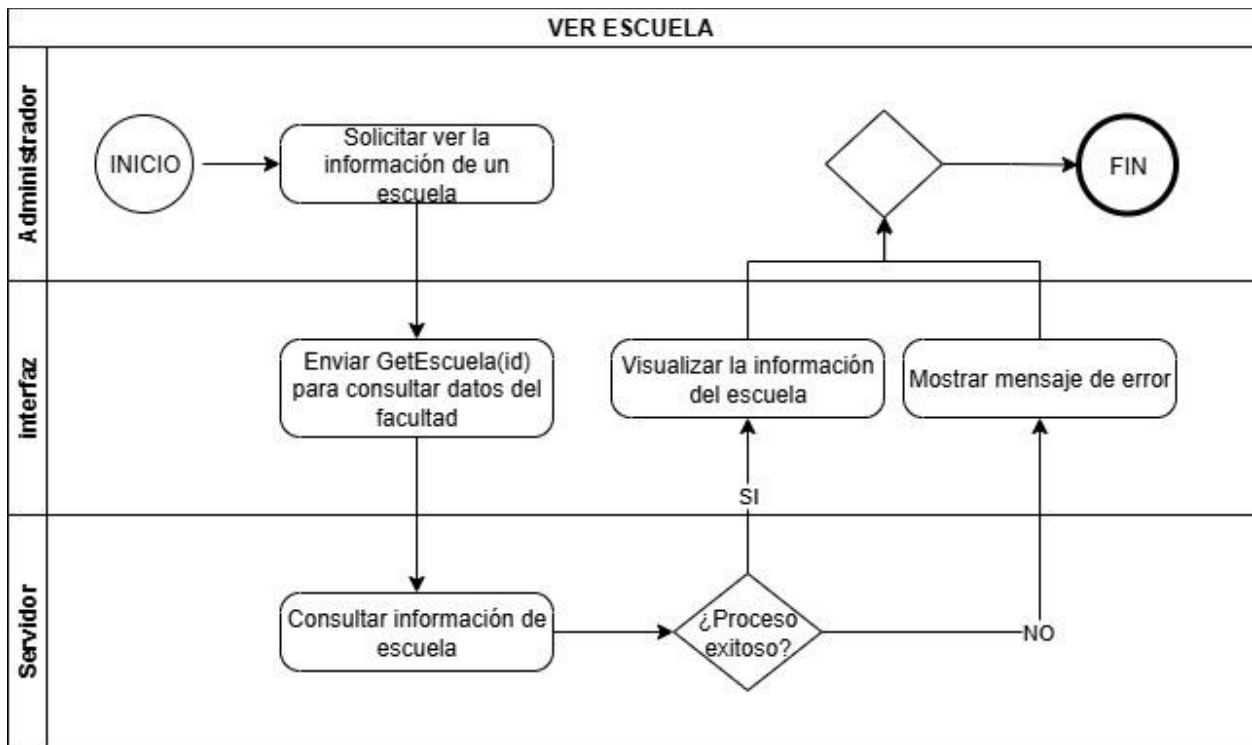 VER ESCUELA
Administrador
INICIO
Solicitar ver la
información de un
escuela
FIN
interfaz
Enviar GetEscuela(id)
para consultar datos del
facultad
Visualizar la información
del escuela
Mostrar mensaje de error
SI
Servidor
Consultar información de
escuela
¿Proceso
exitoso?
NO